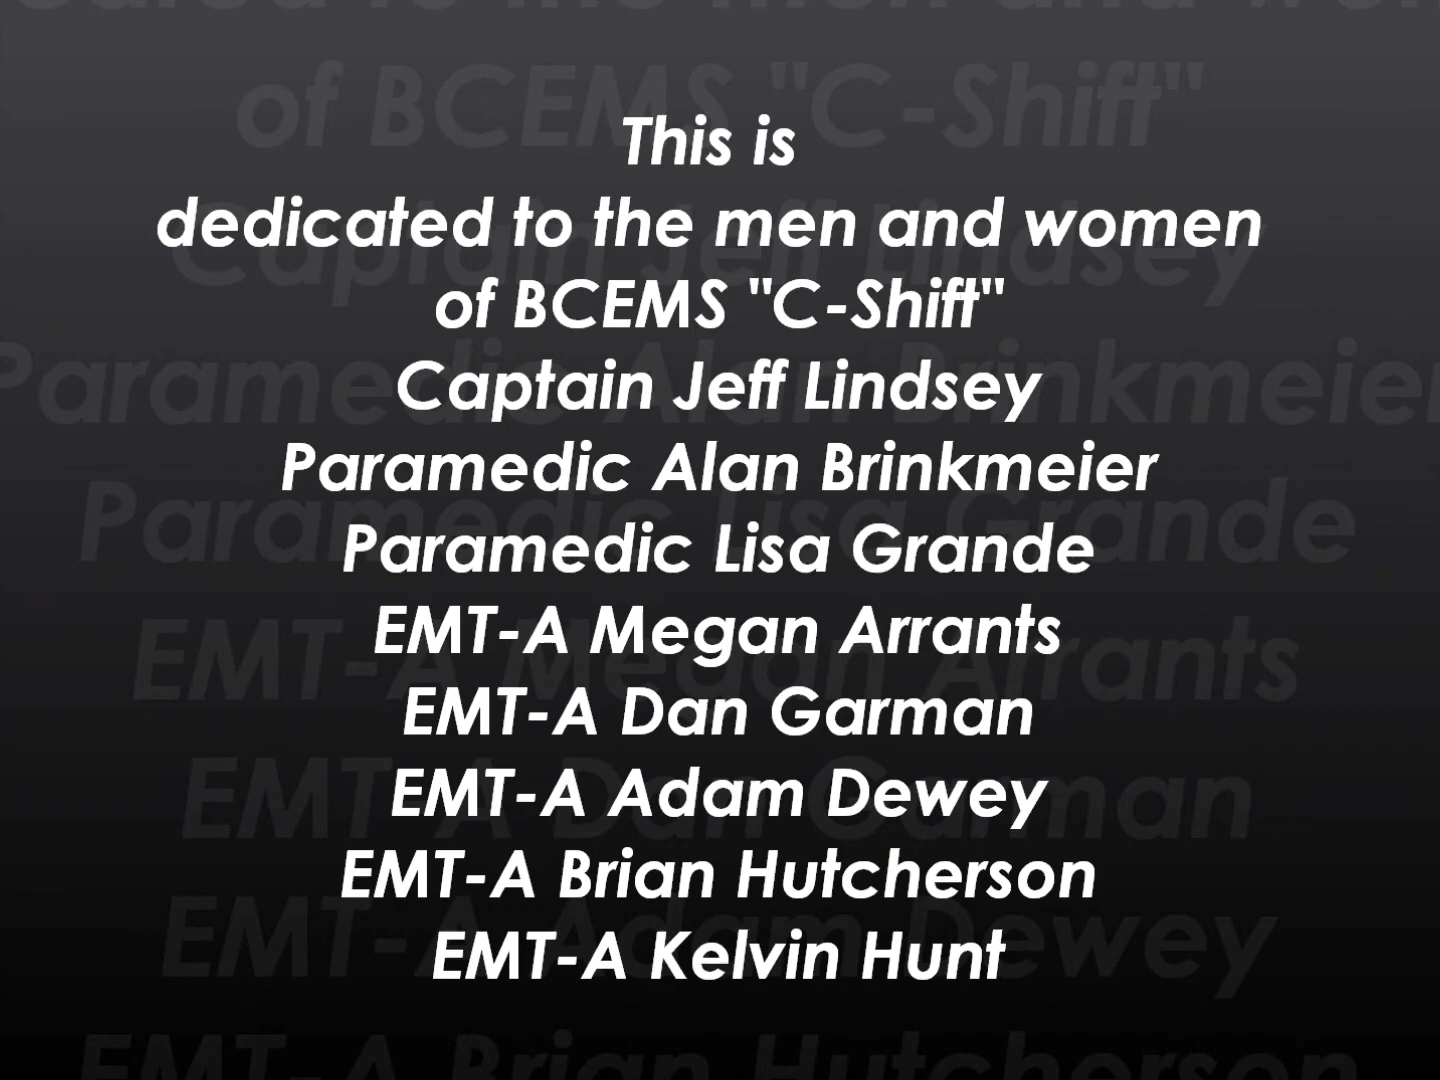 This is
dedicated to the men and women
of BCEMS "C-Shift"
Captain Jeff Lindsey
Paramedic Alan Brinkmeier
Paramedic Lisa Grande
EMT-A Megan Arrants
EMT-A Dan Garman
EMT-A Adam Dewey
EMT-A Brian Hutcherson
EMT-A Kelvin Hunt